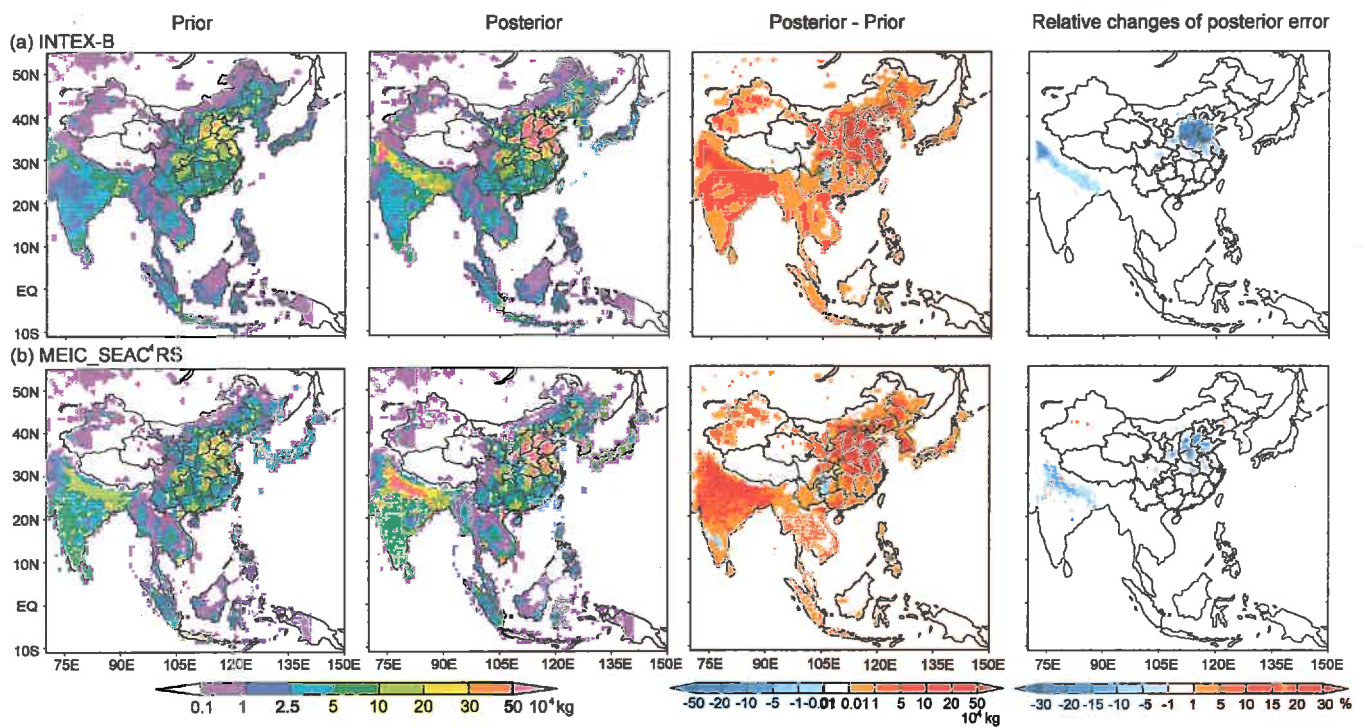 Prior Posterior Posterior - Prior Relative changes of posterior error
(a) INTEX-B
50N
40N
30N
20N
10N
EQ
10S
(b) MEIC_SEAC⁴RS
50N
40N
30N
20N
10N
EQ
10S
75E 90E 105E 120E 135E 150E 75E 90E 105E 120E 135E 150E 75E 90E 105E 120E 135E 150E 75E 90E 105E 120E 135E 150E
0.1 1 2.5 5 10 20 30 50 10⁴ kg -50 -20 -10 -5 -1 -0.01 0.01 1 5 10 20 50 -30 -20 -15 -10 -5 -1 1 5 10 15 20 30 %
10⁴ kg